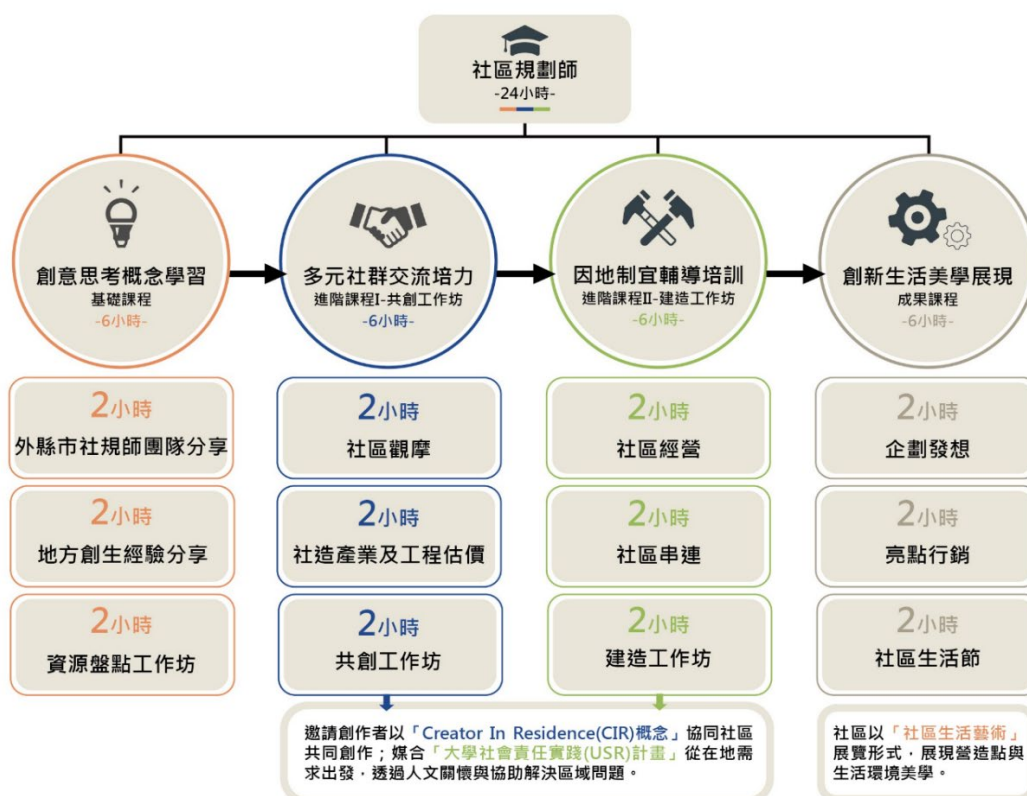 社區規劃師
-24小時-
創意思考概念學習
基礎課程
-6小時-
多元社群交流培力
進階課程I-共創工作坊
-6小時-
因地制宜輔導培訓
進階課程II-建造工作坊
-6小時-
創新生活美學展現
成果課程
-6小時-
2小時
外縣市社規師團隊分享
2小時
社區觀摩
2小時
社區經營
2小時
企劃發想
2小時
地方創生經驗分享
2小時
社造產業及工程估價
2小時
社區串連
2小時
亮點行銷
2小時
資源盤點工作坊
2小時
共創工作坊
2小時
建造工作坊
2小時
社區生活節
邀請創作者以「Creator In Residence(CIR)概念」協同社區
共同創作；媒合「大學社會責任實踐(USR)計畫」從在地需
求出發，透過人文關懷與協助解決區域問題。
社區以「社區生活藝術」
展覽形式，展現營造點與
生活環境美學。